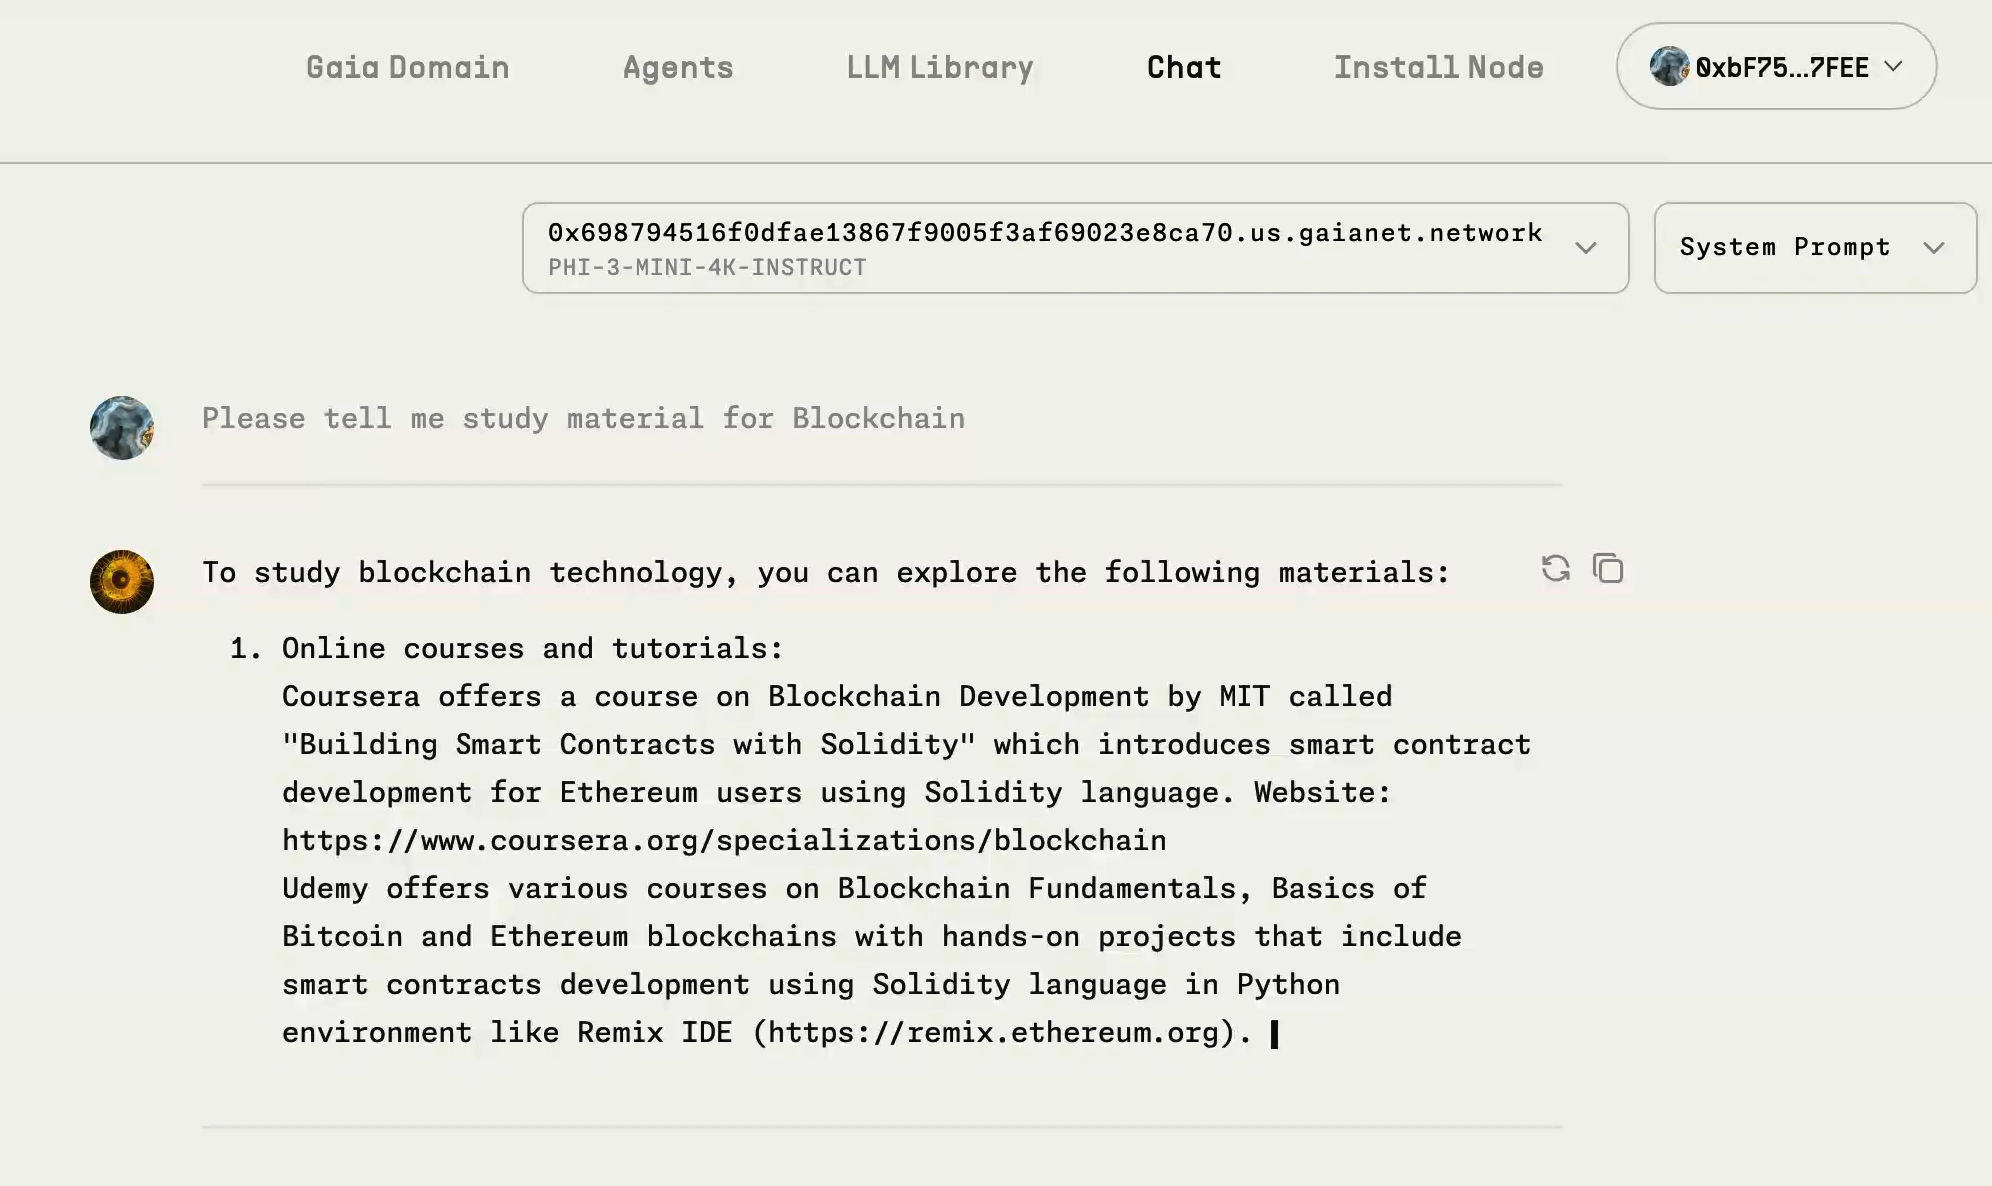 Gaia Domain Agents LLM Library Chat Install Node 0xbF75...7FEE
0x698794516f0dfae13867f9005f3af69023e8ca70.us.gaianet.network
PHI-3-MINI-4K-INSTRUCT
System Prompt
Please tell me study material for Blockchain
To study blockchain technology, you can explore the following materials:
1. Online courses and tutorials:
Coursera offers a course on Blockchain Development by MIT called
"Building Smart Contracts with Solidity" which introduces smart contract
development for Ethereum users using Solidity language. Website:
https://www.coursera.org/specializations/blockchain
Udemy offers various courses on Blockchain Fundamentals, Basics of
Bitcoin and Ethereum blockchains with hands-on projects that include
smart contracts development using Solidity language in Python
environment like Remix IDE (https://remix.ethereum.org).